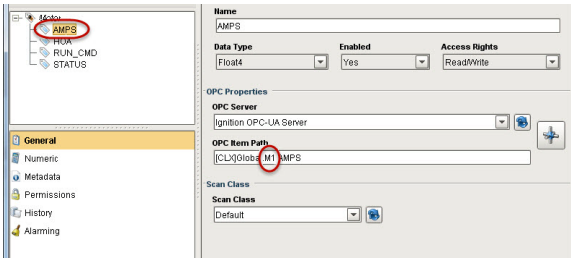 Motor
AMPS
HOA
RUN_CMD
STATUS
General
Numeric
Metadata
Permissions
History
Alarming
Name
AMPS
Data Type Enabled Access Rights
Float4 Yes Read/Write
OPC Properties
OPC Server
Ignition OPC-UA Server
OPC Item Path
[CLX]Global.M1.AMPS
Scan Class
Scan Class
Default